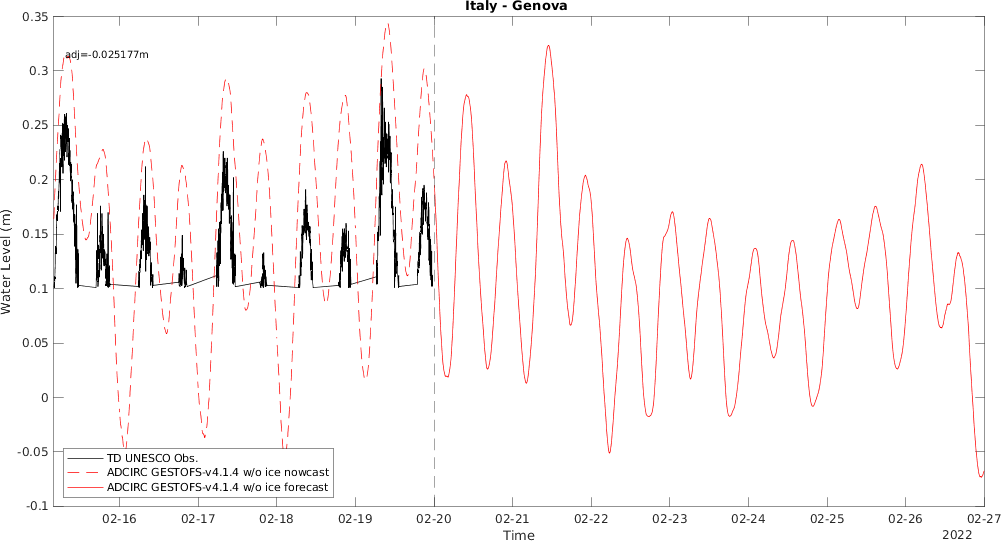 Italy - Genova
0.35
0.3
0.25
0.2
0.15
0.1
0.05
0
-0.05
-0.1
Water Level (m)
adj=-0.025177m
TD UNESCO Obs.
ADCIRC GESTOFS-v4.1.4 w/o ice nowcast
ADCIRC GESTOFS-v4.1.4 w/o ice forecast
02-16 02-17 02-18 02-19 02-20 02-21 02-22 02-23 02-24 02-25 02-26 02-27
Time
2022